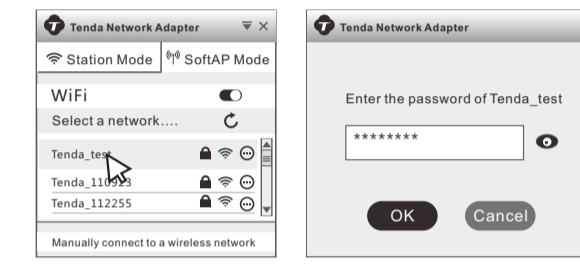 Tenda Network Adapter
Station Mode
SoftAP Mode
WiFi
Select a network....
Tenda_test
Tenda_110923
Tenda_112255
Manually connect to a wireless network
Tenda Network Adapter
Enter the password of Tenda_test
********
OK
Cancel